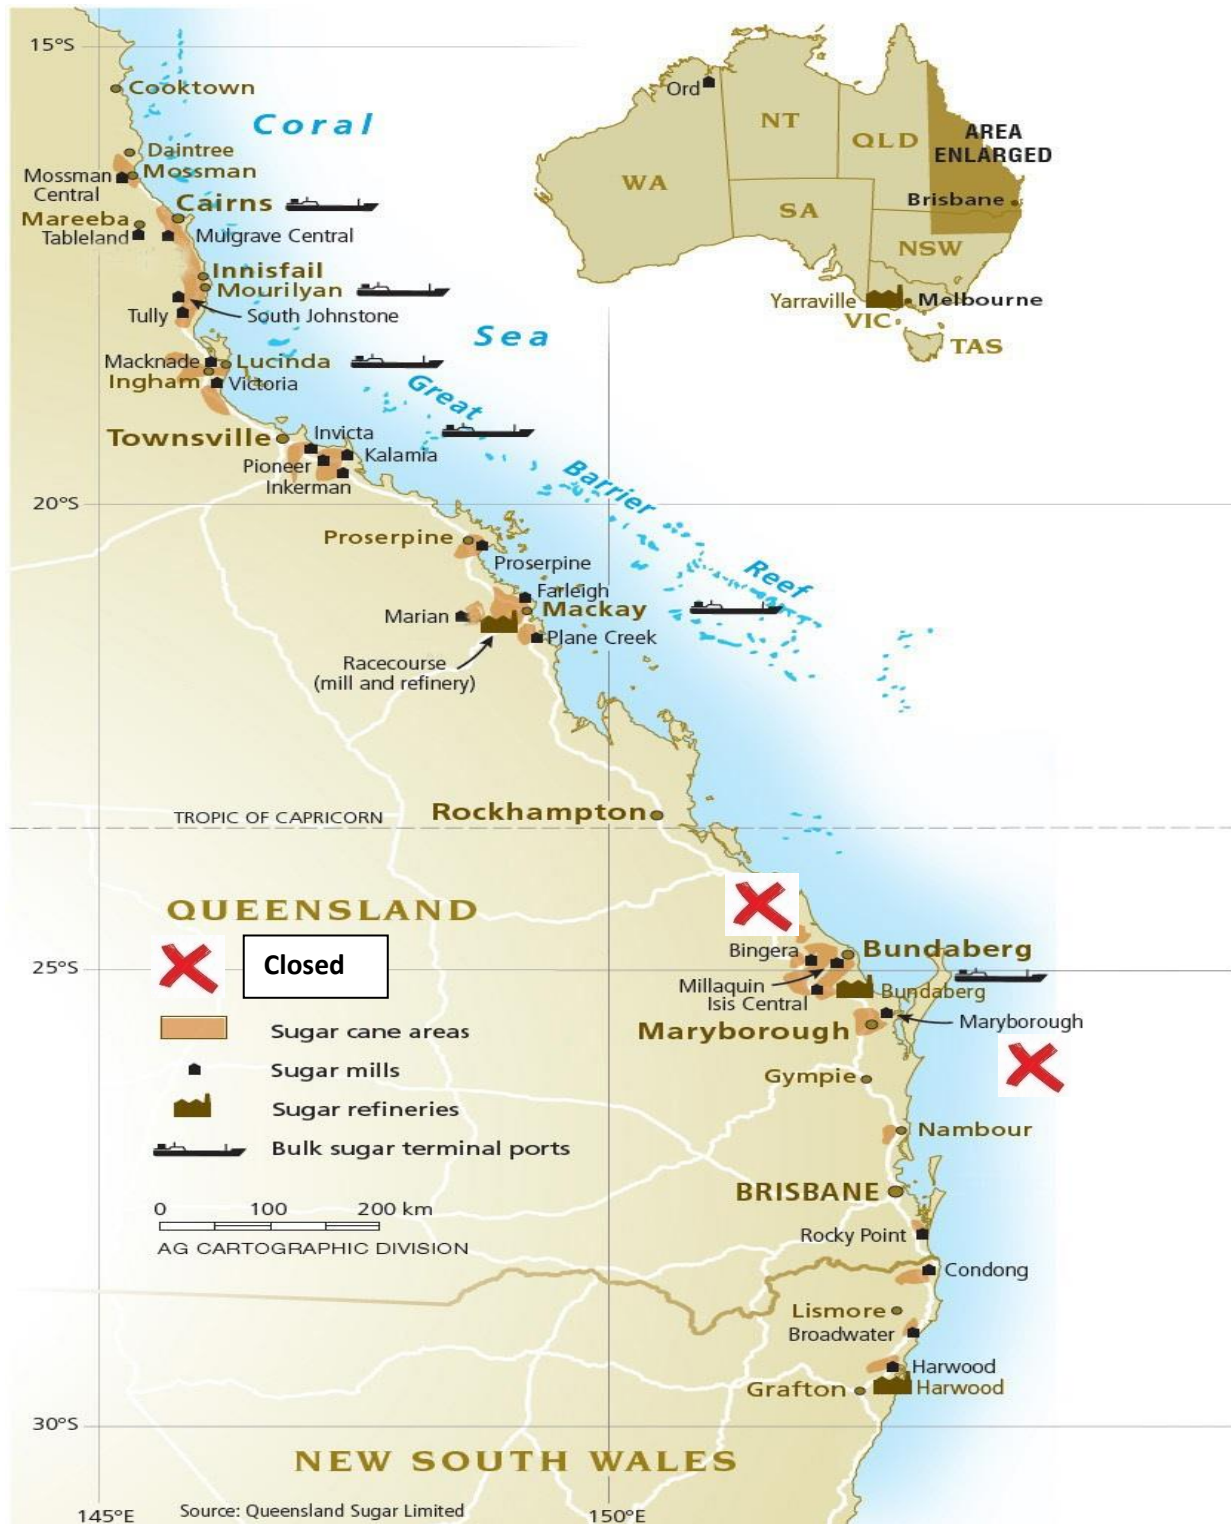 15°S
Cooktown
Coral
Daintree
Mossman
Mossman
Central
Cairns
Mareeba
Tableland
Mulgrave Central
Innisfail
Mourilyan
South Johnstone
Tully
Sea
Macknade
Lucinda
Ingham
Victoria
Great
Townsville
Invicta
Kalamia
Pioneer
Inkerman
Barrier
20°S
Proserpine
Proserpine
Reef
Farleigh
Mackay
Marian
Plane Creek
Racecourse
(mill and refinery)
Rockhampton
TROPIC OF CAPRICORN
Ord
NT
QLD
AREA
ENLARGED
WA
SA
Brisbane
NSW
Yarraville
Melbourne
VIC
TAS
QUEENSLAND
Closed
Sugar cane areas
Sugar mills
Sugar refineries
Bulk sugar terminal ports
0 100 200 km
AG CARTOGRAPHIC DIVISION
Bingera
Bundaberg
25°S
Millaquin
Isis Central
Bundaberg
Maryborough
Maryborough
Gympie
Nambour
BRISBANE
Rocky Point
Condong
Lismore
Broadwater
Harwood
Grafton
Harwood
30°S
NEW SOUTH WALES
145°E
Source: Queensland Sugar Limited
150°E